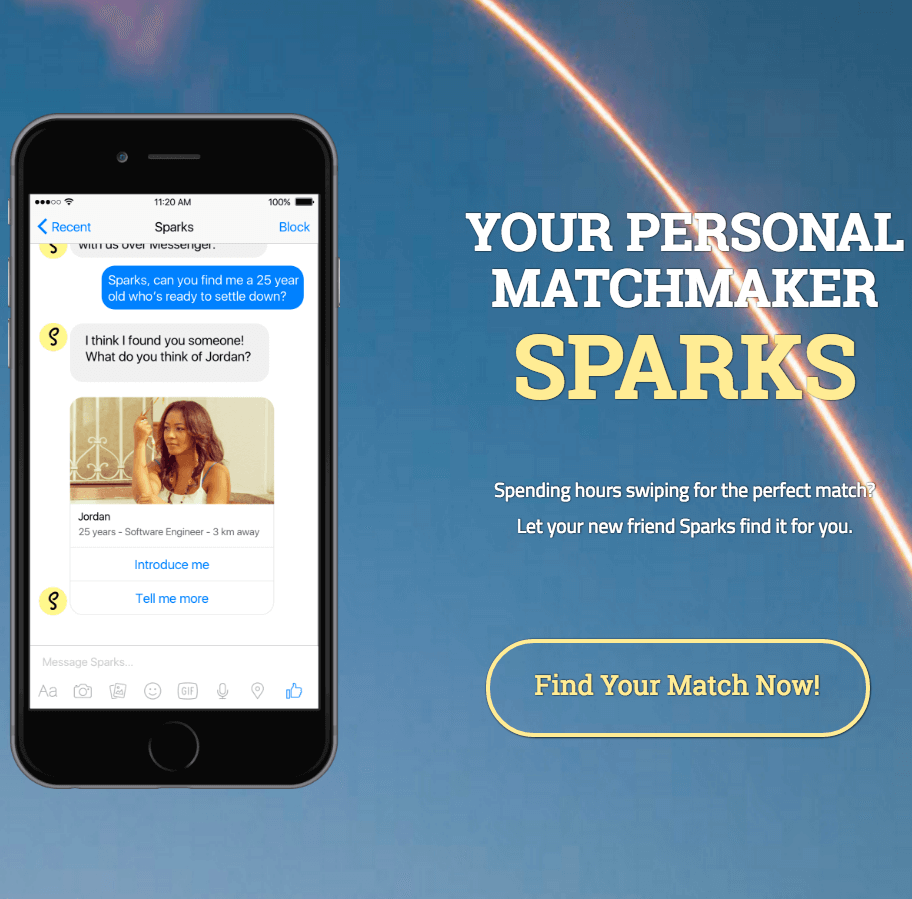 11:20 AM
100%
Recent
Sparks
Block
with us over Messenger.
Sparks, can you find me a 25 year
old who's ready to settle down?
I think I found you someone!
What do you think of Jordan?
Jordan
25 years - Software Engineer - 3 km away
Introduce me
Tell me more
Message Sparks...
Aa
GIF
YOUR PERSONAL
MATCHMAKER
SPARKS
Spending hours swiping for the perfect match?
Let your new friend Sparks find it for you.
Find Your Match Now!